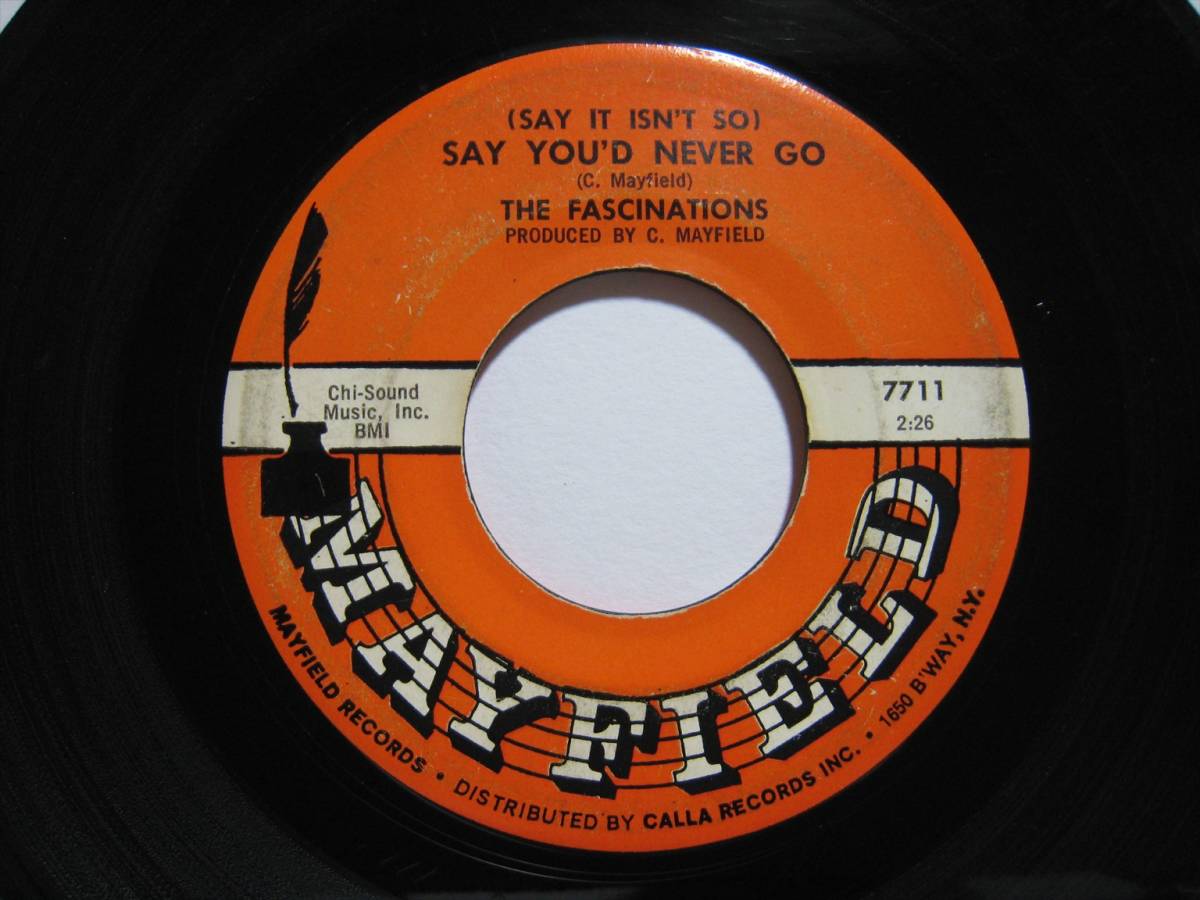 (SAY IT ISN'T SO)
SAY YOU'D NEVER GO
(C. Mayfield)
THE FASCINATIONS
PRODUCED BY C. MAYFIELD
Chi-Sound
Music, Inc.
BMI
7711
2:26
MAYFIELD
MAYFIELD RECORDS • DISTRIBUTED BY CALLA RECORDS INC. • 1650 B'WAY, N.Y.